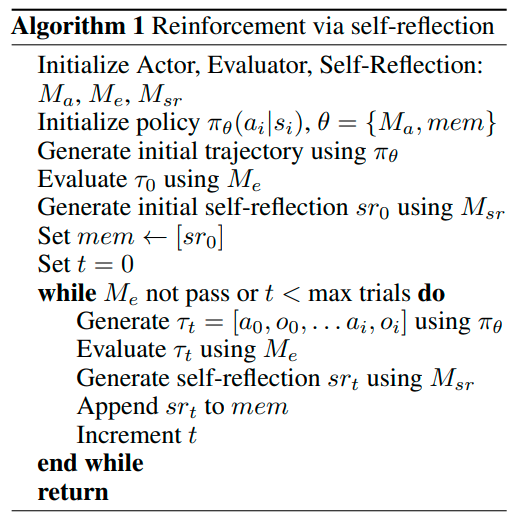 Algorithm 1 Reinforcement via self-reflection
Initialize Actor, Evaluator, Self-Reflection:
$M_a$, $M_e$, $M_{sr}$
Initialize policy $\pi_\theta(a_i|s_i)$, $\theta = \{M_a, mem\}$
Generate initial trajectory using $\pi_\theta$
Evaluate $\tau_0$ using $M_e$
Generate initial self-reflection $sr_0$ using $M_{sr}$
Set $mem \leftarrow [sr_0]$
Set $t = 0$
while $M_e$ not pass or $t <$ max trials do
Generate $\tau_t = [a_0, o_0, \ldots a_i, o_i]$ using $\pi_\theta$
Evaluate $\tau_t$ using $M_e$
Generate self-reflection $sr_t$ using $M_{sr}$
Append $sr_t$ to $mem$
Increment $t$
end while
return